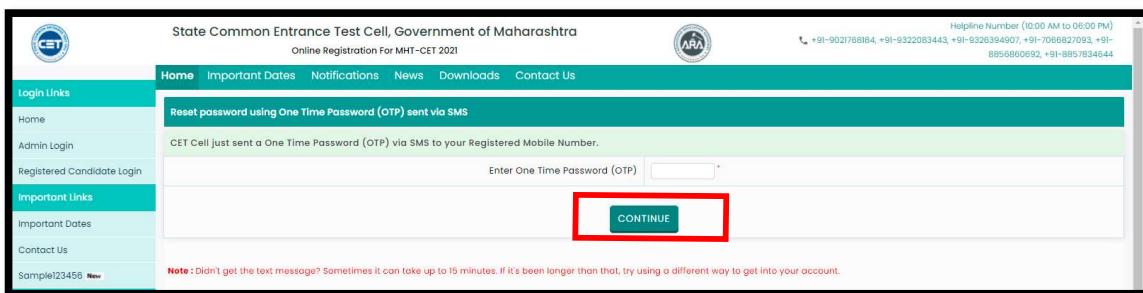 CET
State Common Entrance Test Cell, Government of Maharashtra
Online Registration For MHT-CET 2021
ARA
Helpline Number (10:00 AM to 06:00 PM)
+91-9021768184, +91-9322083443, +91-9326394907, +91-7066827093, +91-
8856860692, +91-8857834644
Home Important Dates Notifications News Downloads Contact Us
Login Links
Home
Admin Login
Registered Candidate Login
Important Links
Important Dates
Contact Us
Sample123456 New
Reset password using One Time Password (OTP) sent via SMS
CET Cell just sent a One Time Password (OTP) via SMS to your Registered Mobile Number.
Enter One Time Password (OTP) *
CONTINUE
Note : Didn't get the text message? Sometimes it can take up to 15 minutes. If it's been longer than that, try using a different way to get into your account.